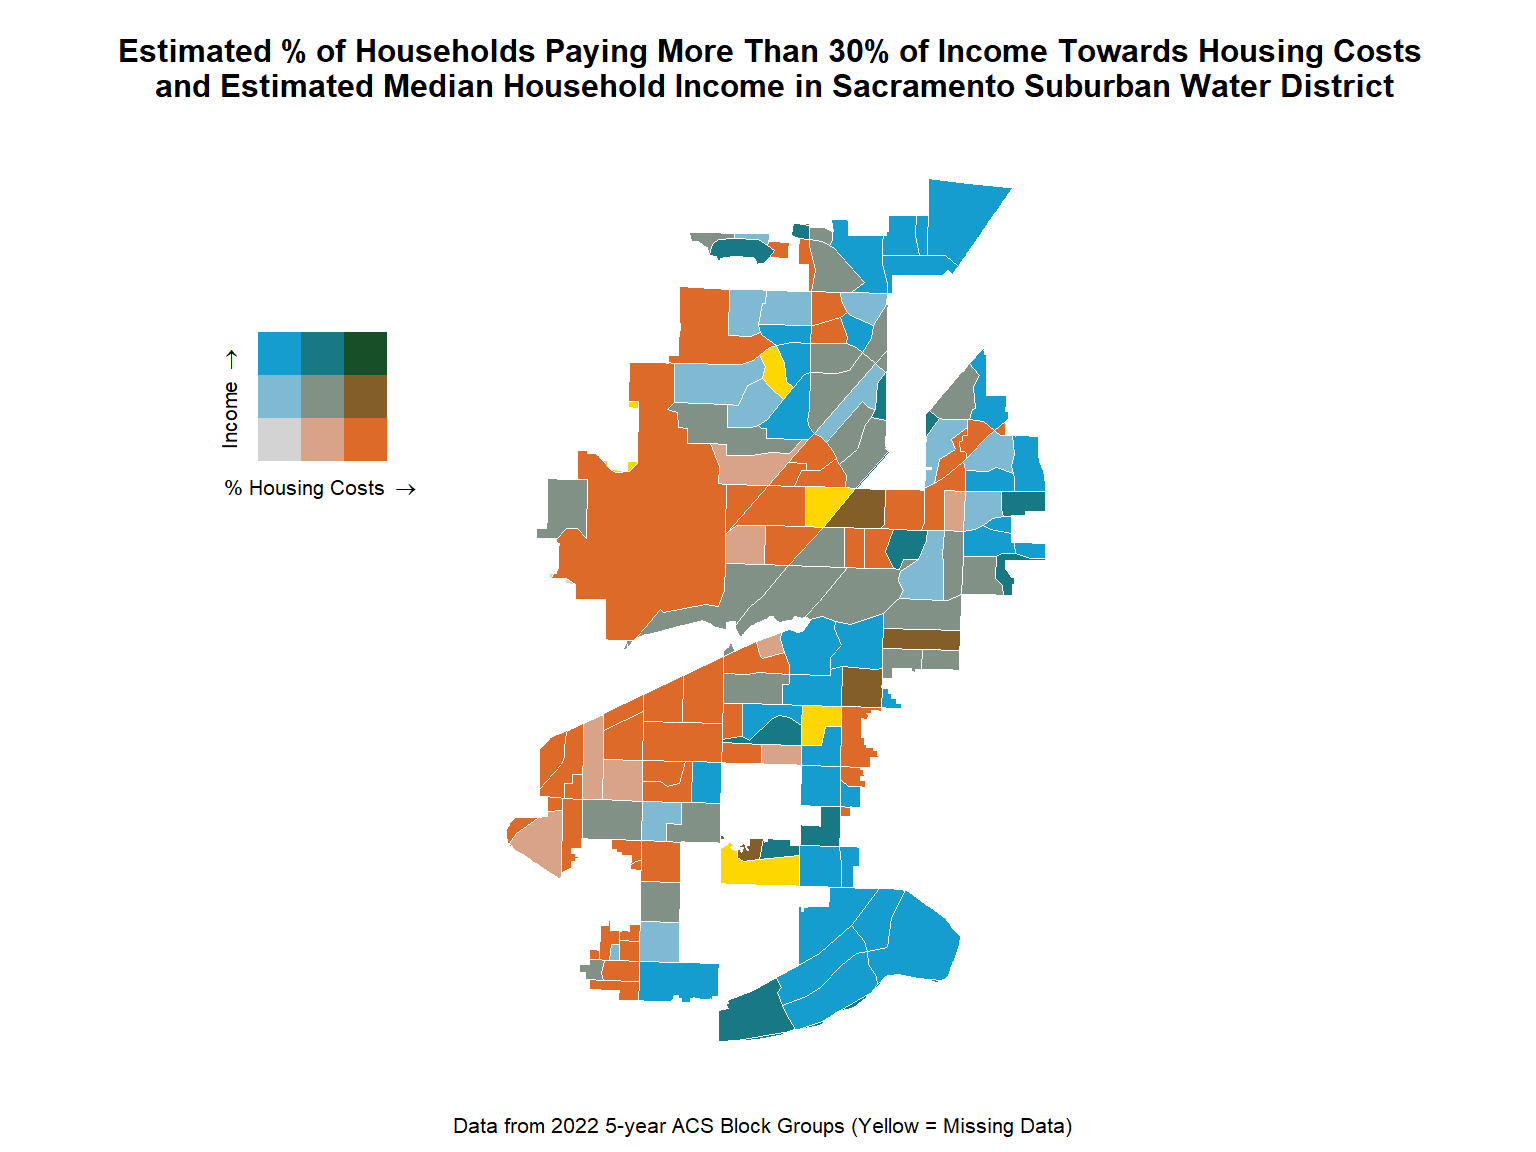 Estimated % of Households Paying More Than 30% of Income Towards Housing Costs
and Estimated Median Household Income in Sacramento Suburban Water District
Income →
% Housing Costs →
Data from 2022 5-year ACS Block Groups (Yellow = Missing Data)